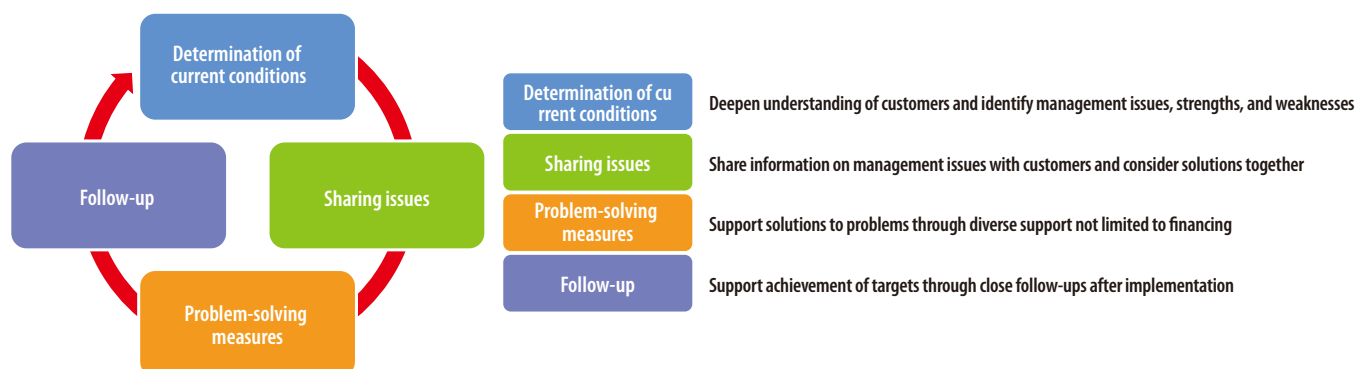 Determination of
current conditions
Follow-up
Sharing issues
Problem-solving
measures
Determination of cu
rrent conditions
Deepen understanding of customers and identify management issues, strengths, and weaknesses
Sharing issues
Share information on management issues with customers and consider solutions together
Problem-solving
measures
Support solutions to problems through diverse support not limited to financing
Follow-up
Support achievement of targets through close follow-ups after implementation